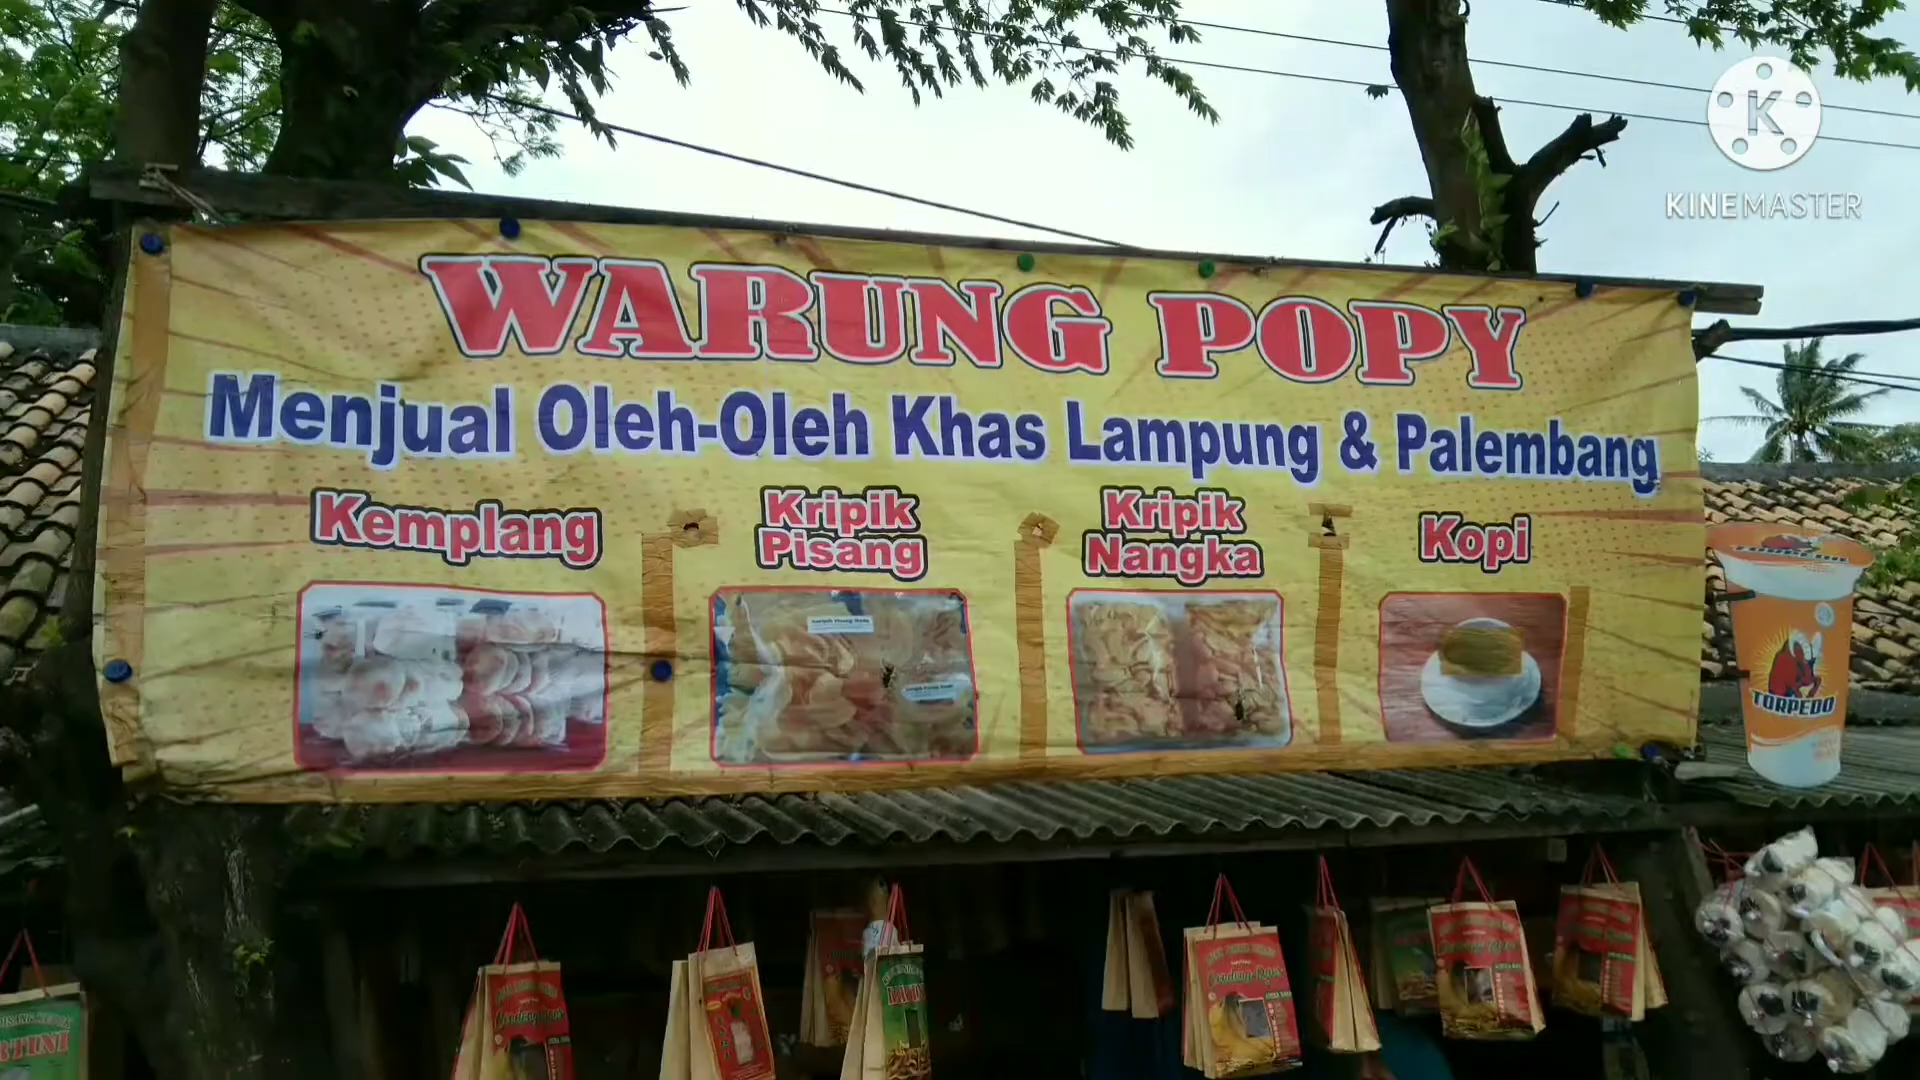 K
KINEMASTER
WARUNG POPY
Menjual Oleh-Oleh Khas Lampung & Palembang
Kemplang
Kripik
Pisang
Kripik
Nangka
Kopi
TORPEDO